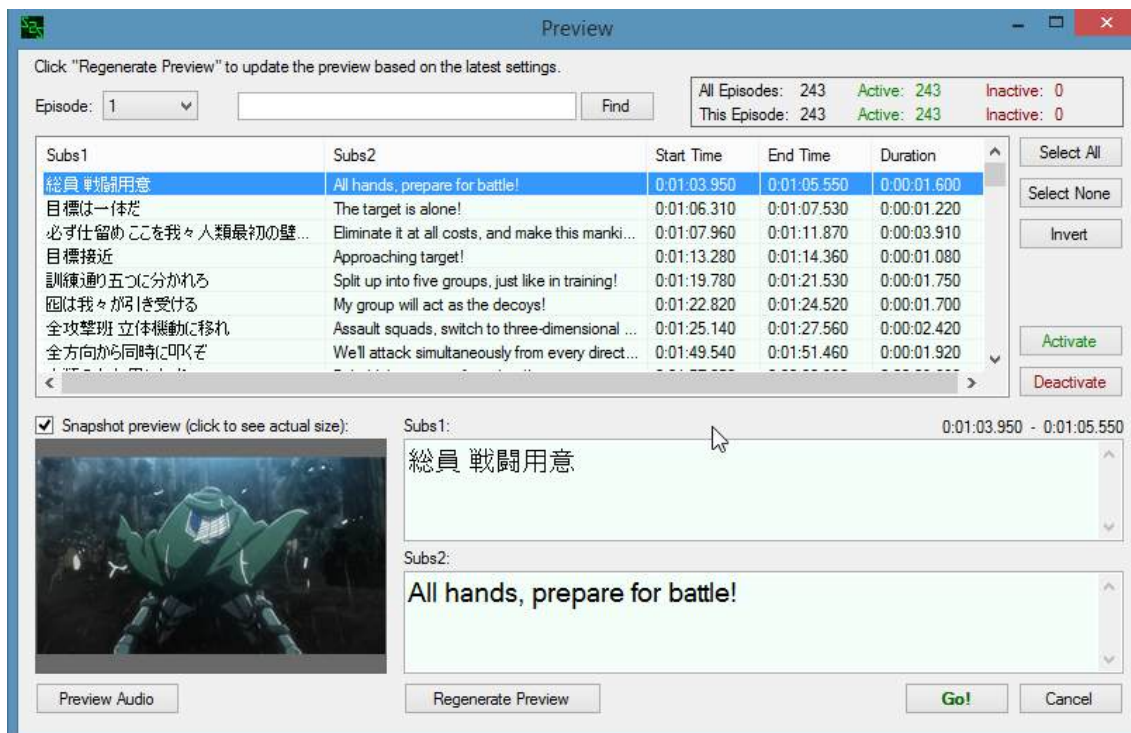 Preview
Click "Regenerate Preview" to update the preview based on the latest settings.
Episode: 1 Find
All Episodes: 243 Active: 243 Inactive: 0
This Episode: 243 Active: 243 Inactive: 0
Subs1 Subs2 Start Time End Time Duration
総員 戦闘用意 All hands, prepare for battle! 0:01:03.950 0:01:05.550 0:00:01.600
目標は一体だ The target is alone! 0:01:06.310 0:01:07.530 0:00:01.220
必ず仕留め ここを我々人類最初の壁... Eliminate it at all costs, and make this manki... 0:01:07.960 0:01:11.870 0:00:03.910
目標接近 Approaching target! 0:01:13.280 0:01:14.360 0:00:01.080
訓練通り五つに分かれろ Split up into five groups, just like in training! 0:01:19.780 0:01:21.530 0:00:01.750
囮は我々が引き受ける My group will act as the decoys! 0:01:22.820 0:01:24.520 0:00:01.700
全攻撃班 立体機動に移れ Assault squads, switch to three-dimensional ... 0:01:25.140 0:01:27.560 0:00:02.420
全方向から同時に叩くぞ We'll attack simultaneously from every direct... 0:01:49.540 0:01:51.460 0:00:01.920
Select All
Select None
Invert
Activate
Deactivate
Snapshot preview (click to see actual size):
Subs1: 0:01:03.950 - 0:01:05.550
総員 戦闘用意
Subs2:
All hands, prepare for battle!
Preview Audio Regenerate Preview Go! Cancel